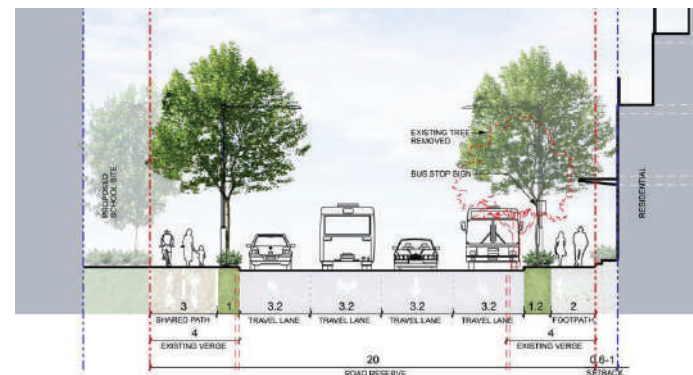 EXISTING TREE
REMOVED
BUS STOP SIGN
PROPOSED
SCHOOL SITE
RESIDENTIAL
3
1
3.2
3.2
3.2
3.2
1.2
2
SHARED PATH
TRAVEL LANE
TRAVEL LANE
TRAVEL LANE
TRAVEL LANE
FOOTPATH
4
4
EXISTING VERGE
EXISTING VERGE
20
0.6-1
ROAD RESERVE
SETBACK